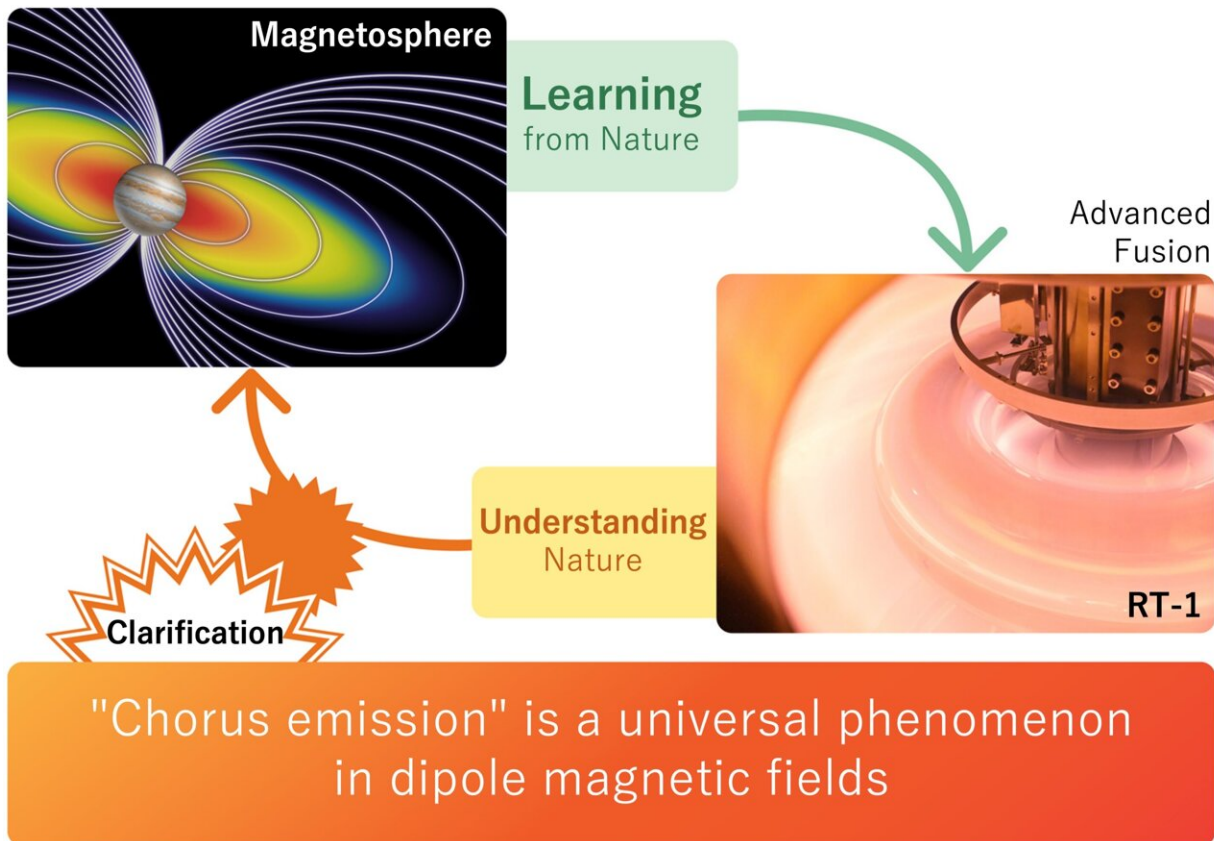 Magnetosphere
Learning
from Nature
Advanced
Fusion
RT-1
Understanding
Nature
Clarification
"Chorus emission" is a universal phenomenon
in dipole magnetic fields